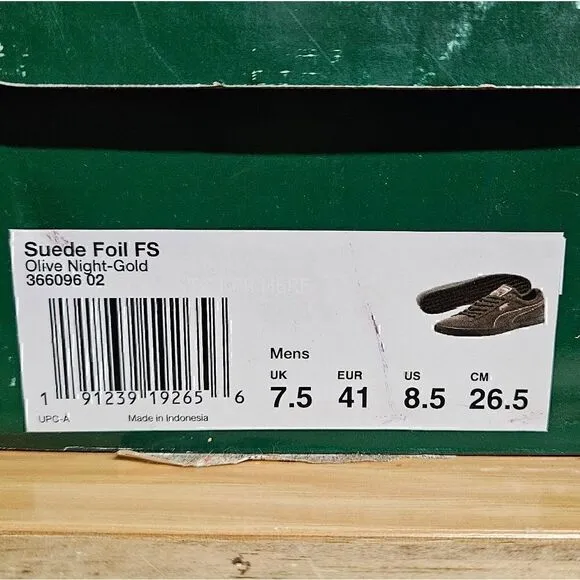 Suede Foil FS
Olive Night-Gold
366096 02
1 91239 19265 6
UPC-A Made in Indonesia
Mens
UK EUR US CM
7.5 41 8.5 26.5